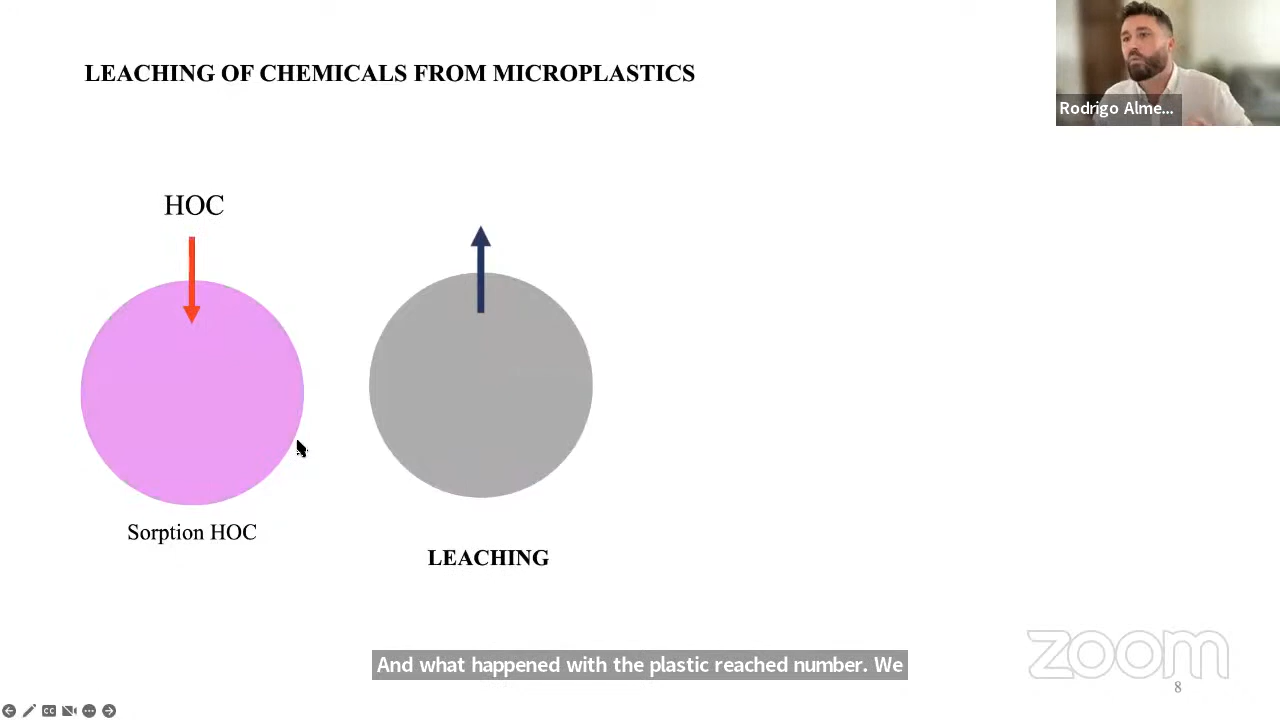 LEACHING OF CHEMICALS FROM MICROPLASTICS
Rodrigo Alme...
HOC
Sorption HOC
LEACHING
And what happened with the plastic reached number. We
zoom
8
CC